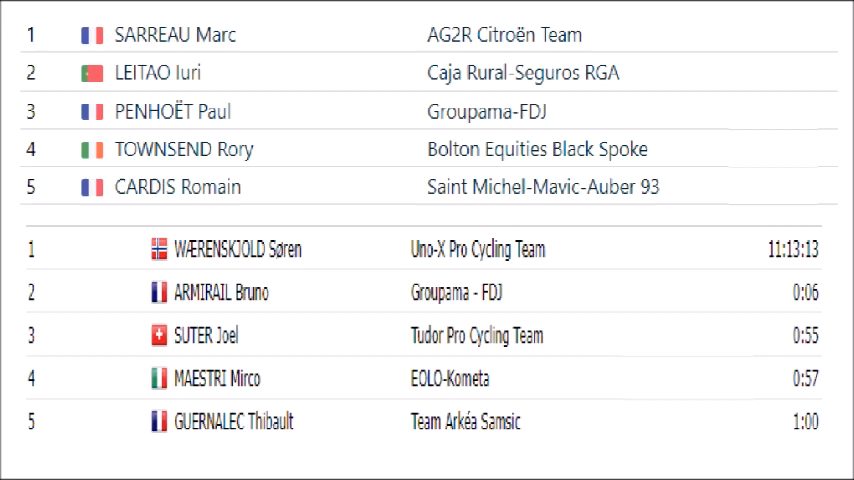 1 SARREAU Marc AG2R Citroën Team
2 LEITAO Iuri Caja Rural-Seguros RGA
3 PENHOËT Paul Groupama-FDJ
4 TOWNSEND Rory Bolton Equities Black Spoke
5 CARDIS Romain Saint Michel-Mavic-Auber 93
1 WÆRENSKJOLD Søren Uno-X Pro Cycling Team 11:13:13
2 ARMIRAIL Bruno Groupama - FDJ 0:06
3 SUTER Joel Tudor Pro Cycling Team 0:55
4 MAESTRI Mirco EOLO-Kometa 0:57
5 GUERNALEC Thibault Team Arkéa Samsic 1:00